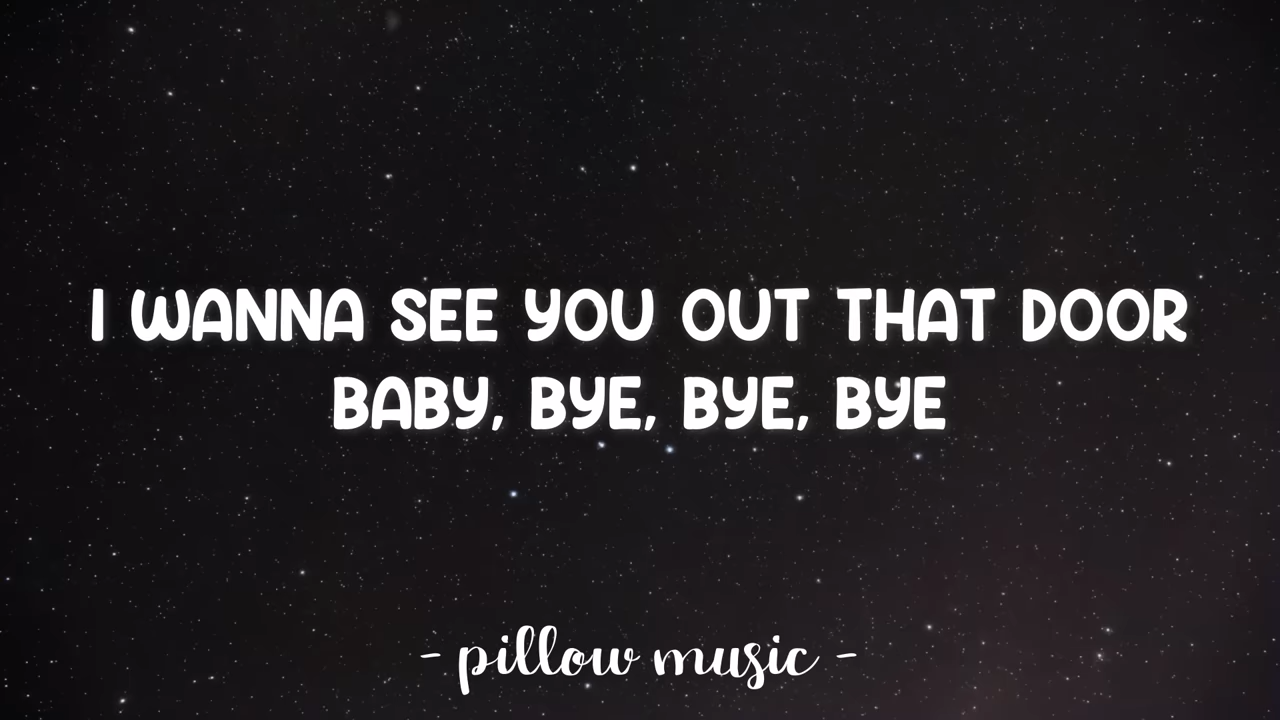 I WANNA SEE YOU OUT THAT DOOR
BABY, BYE, BYE, BYE
- pillow music -